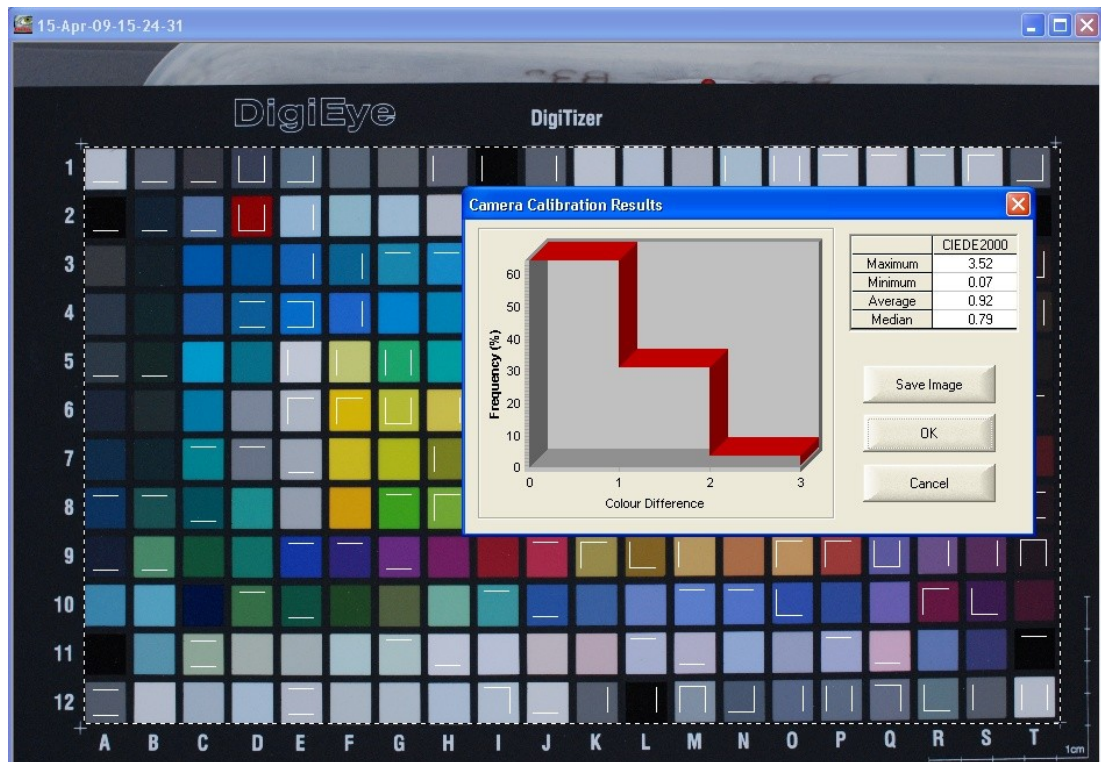 15-Apr-09-15-24-31
DigiEye DigiTizer
1
2
3
4
5
6
7
8
9
10
11
12
A B C D E F G H I J K L M N O P Q R S T
1cm
Camera Calibration Results
Frequency (%)
60
50
40
30
20
10
0
0 1 2 3
Colour Difference
CIEDE2000
Maximum 3.52
Minimum 0.07
Average 0.92
Median 0.79
Save Image
OK
Cancel